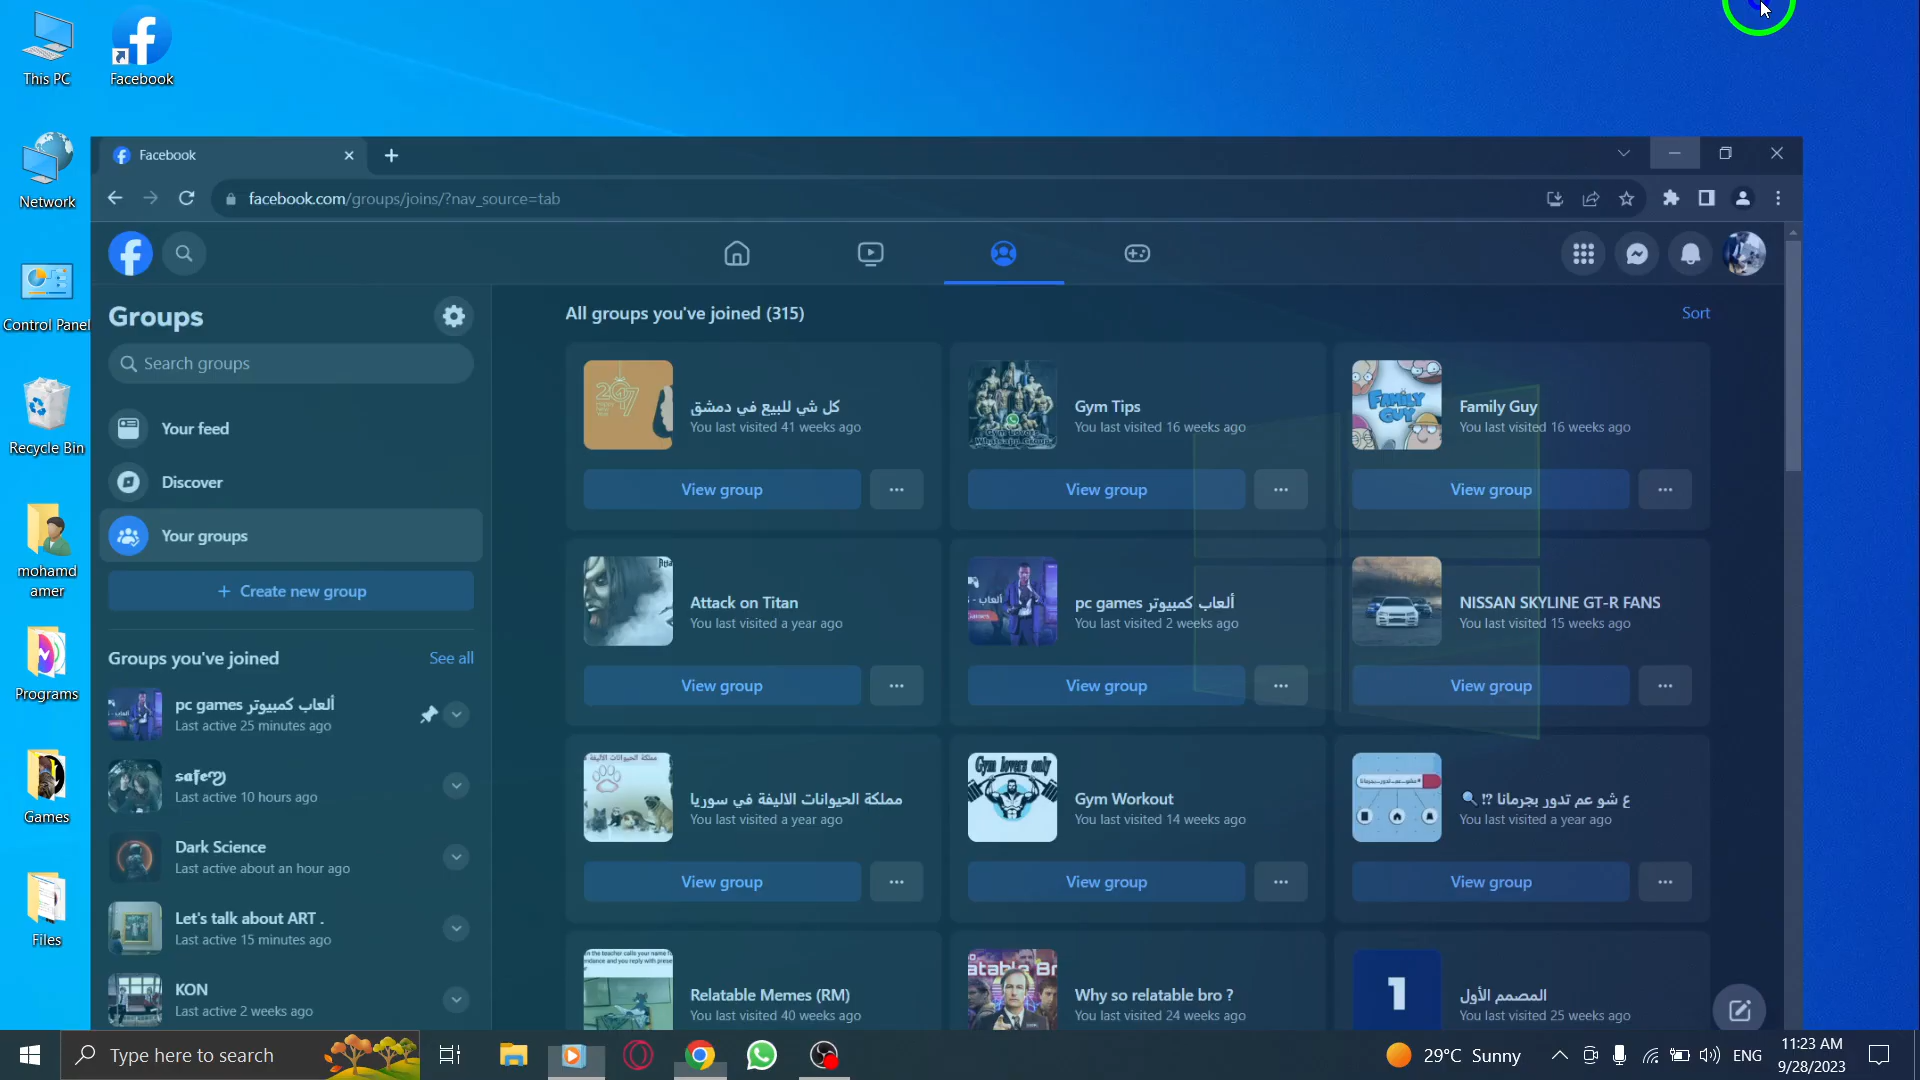 This PC
Facebook
Network
Control Panel
Recycle Bin
mohamd
amer
Programs
Games
Files
Facebook
facebook.com/groups/joins/?nav_source=tab
Groups
Search groups
Your feed
Discover
Your groups
+ Create new group
Groups you've joined
See all
pc games ألعاب كمبيوتر
Last active 25 minutes ago
Last active 10 hours ago
Dark Science
Last active about an hour ago
Let's talk about ART .
Last active 15 minutes ago
KON
Last active 2 weeks ago
All groups you've joined (315)
Sort
كل شي للبيع في دمشق
You last visited 41 weeks ago
View group
Gym Tips
You last visited 16 weeks ago
View group
FAMILY GUY
Family Guy
You last visited 16 weeks ago
View group
Attack on Titan
You last visited a year ago
View group
pc games ألعاب كمبيوتر
You last visited 2 weeks ago
View group
NISSAN SKYLINE GT-R FANS
You last visited 15 weeks ago
View group
مملكة الحيوانات الاليفة في سوريا
You last visited a year ago
View group
Gym lovers only
Gym Workout
You last visited 14 weeks ago
View group
ع شو عم تدور بجرمانا ⁉ 🔍
You last visited a year ago
View group
Relatable Memes (RM)
You last visited 40 weeks ago
Why so relatable bro ?
You last visited 24 weeks ago
1
المصمم الأول
You last visited 25 weeks ago
Type here to search
29°C Sunny
ENG
11:23 AM
9/28/2023